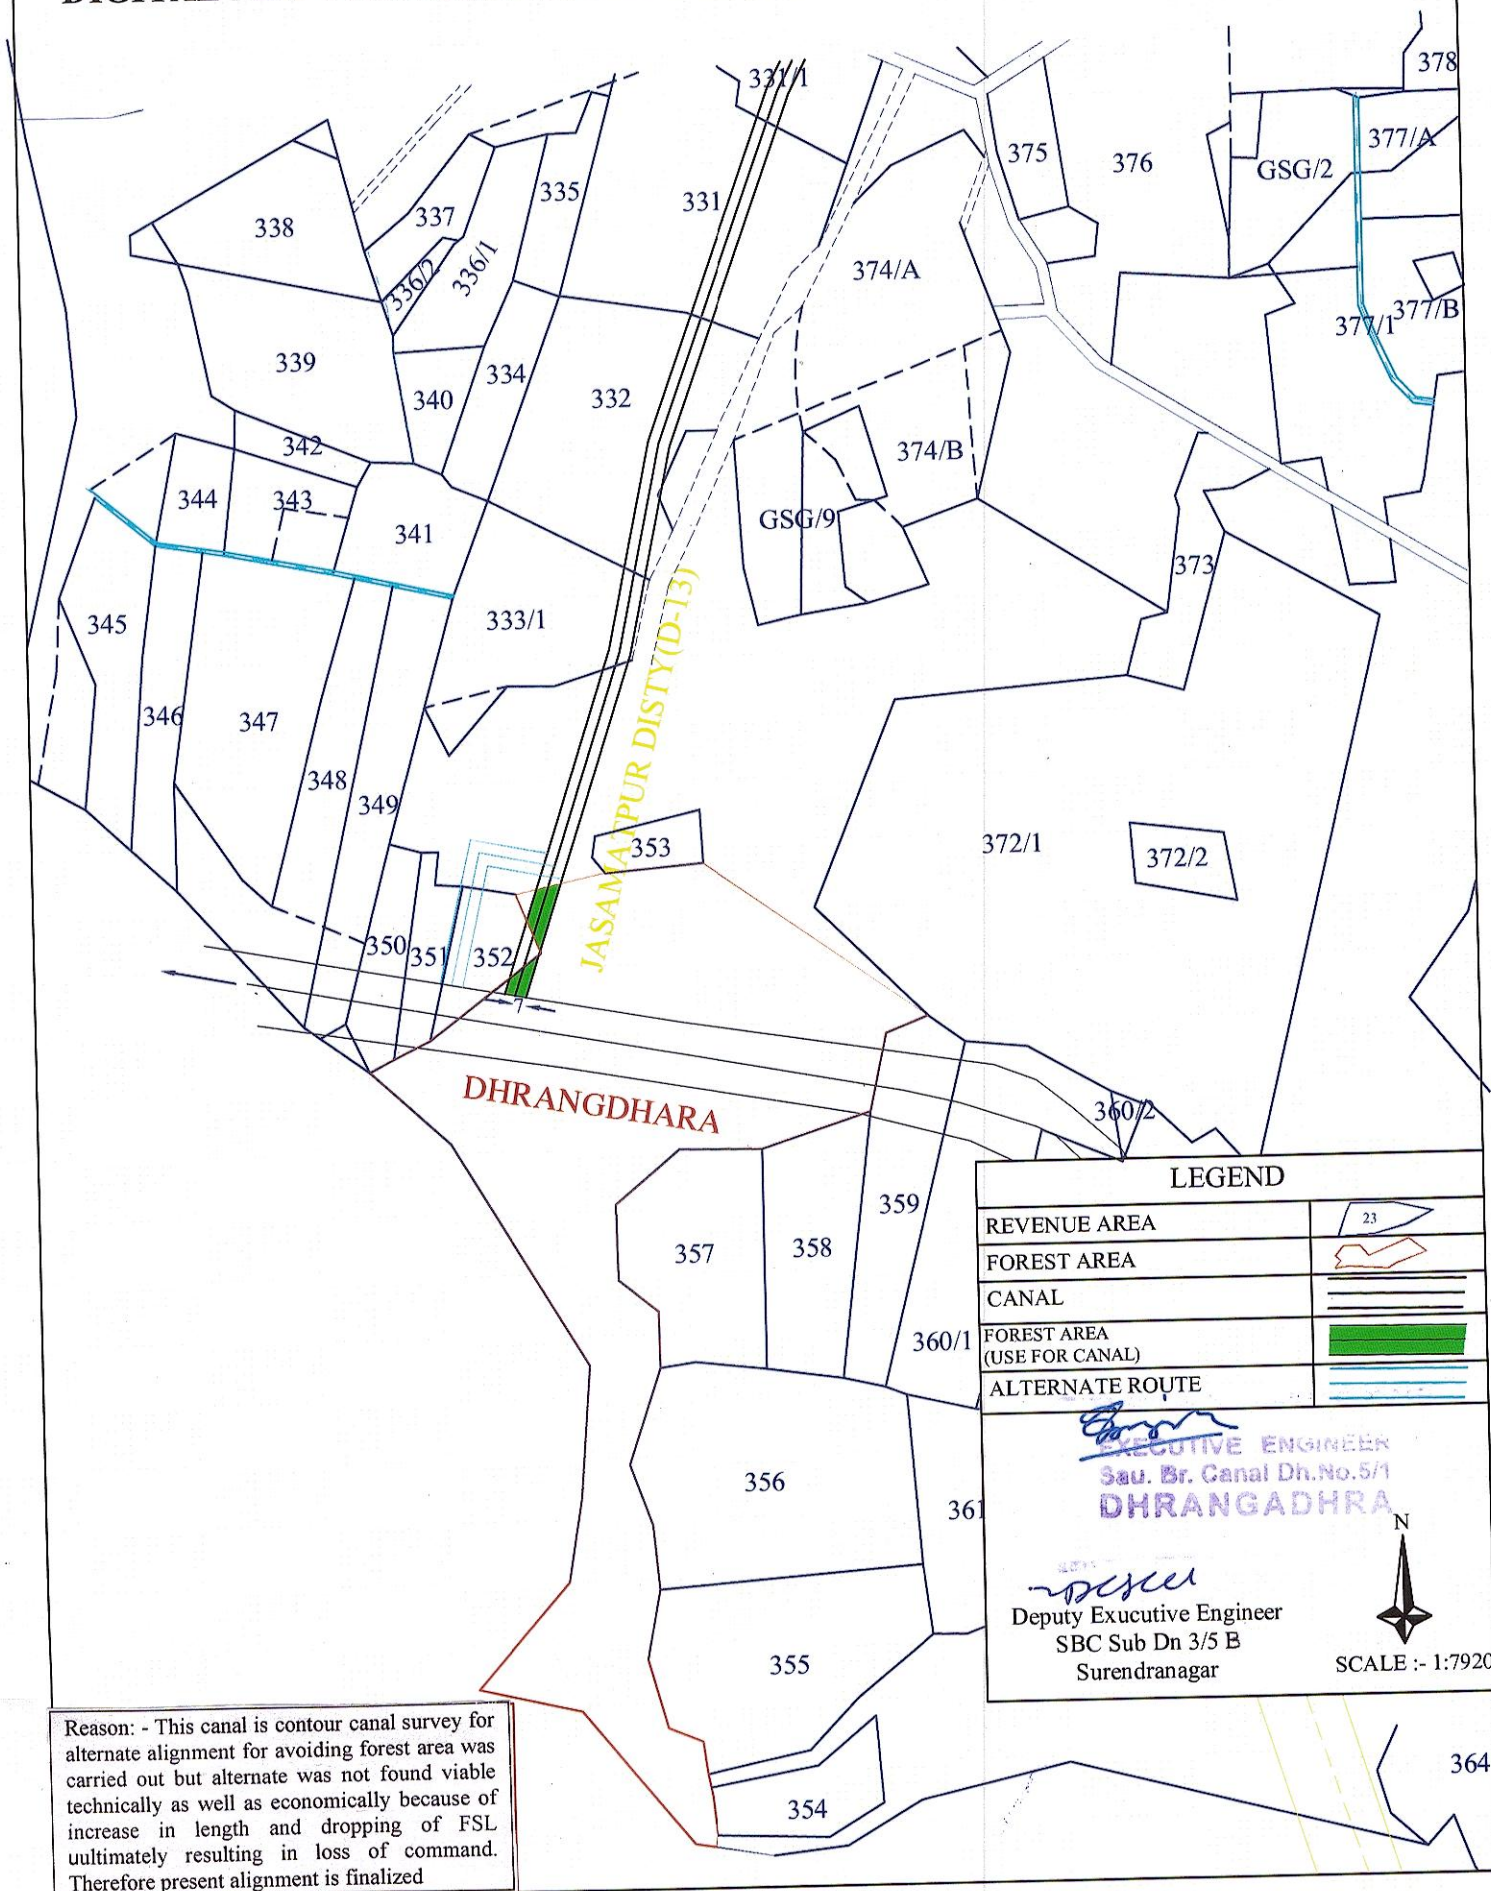 331/1
378
377/A
375
376
GSG/2
338
337
335
331
336/2
336/1
374/A
377/1
377/B
339
340
334
332
342
374/B
344
343
341
GSG/9
373
345
333/1
JASAMATPUR DISTY(D-13)
346
347
348
349
353
372/1
372/2
350
351
352
7
DHRANGDHARA
360/2
357
358
359
360/1
356
361
355
354
364
LEGEND
REVENUE AREA
23
FOREST AREA
CANAL
FOREST AREA
(USE FOR CANAL)
ALTERNATE ROUTE
EXECUTIVE ENGINEER
Sau. Br. Canal Dh.No.5/1
DHRANGADHRA
N
Deputy Exucutive Engineer
SBC Sub Dn 3/5 B
Surendranagar
SCALE :- 1:7920
Reason: - This canal is contour canal survey for
alternate alignment for avoiding forest area was
carried out but alternate was not found viable
technically as well as economically because of
increase in length and dropping of FSL
uultimately resulting in loss of command.
Therefore present alignment is finalized